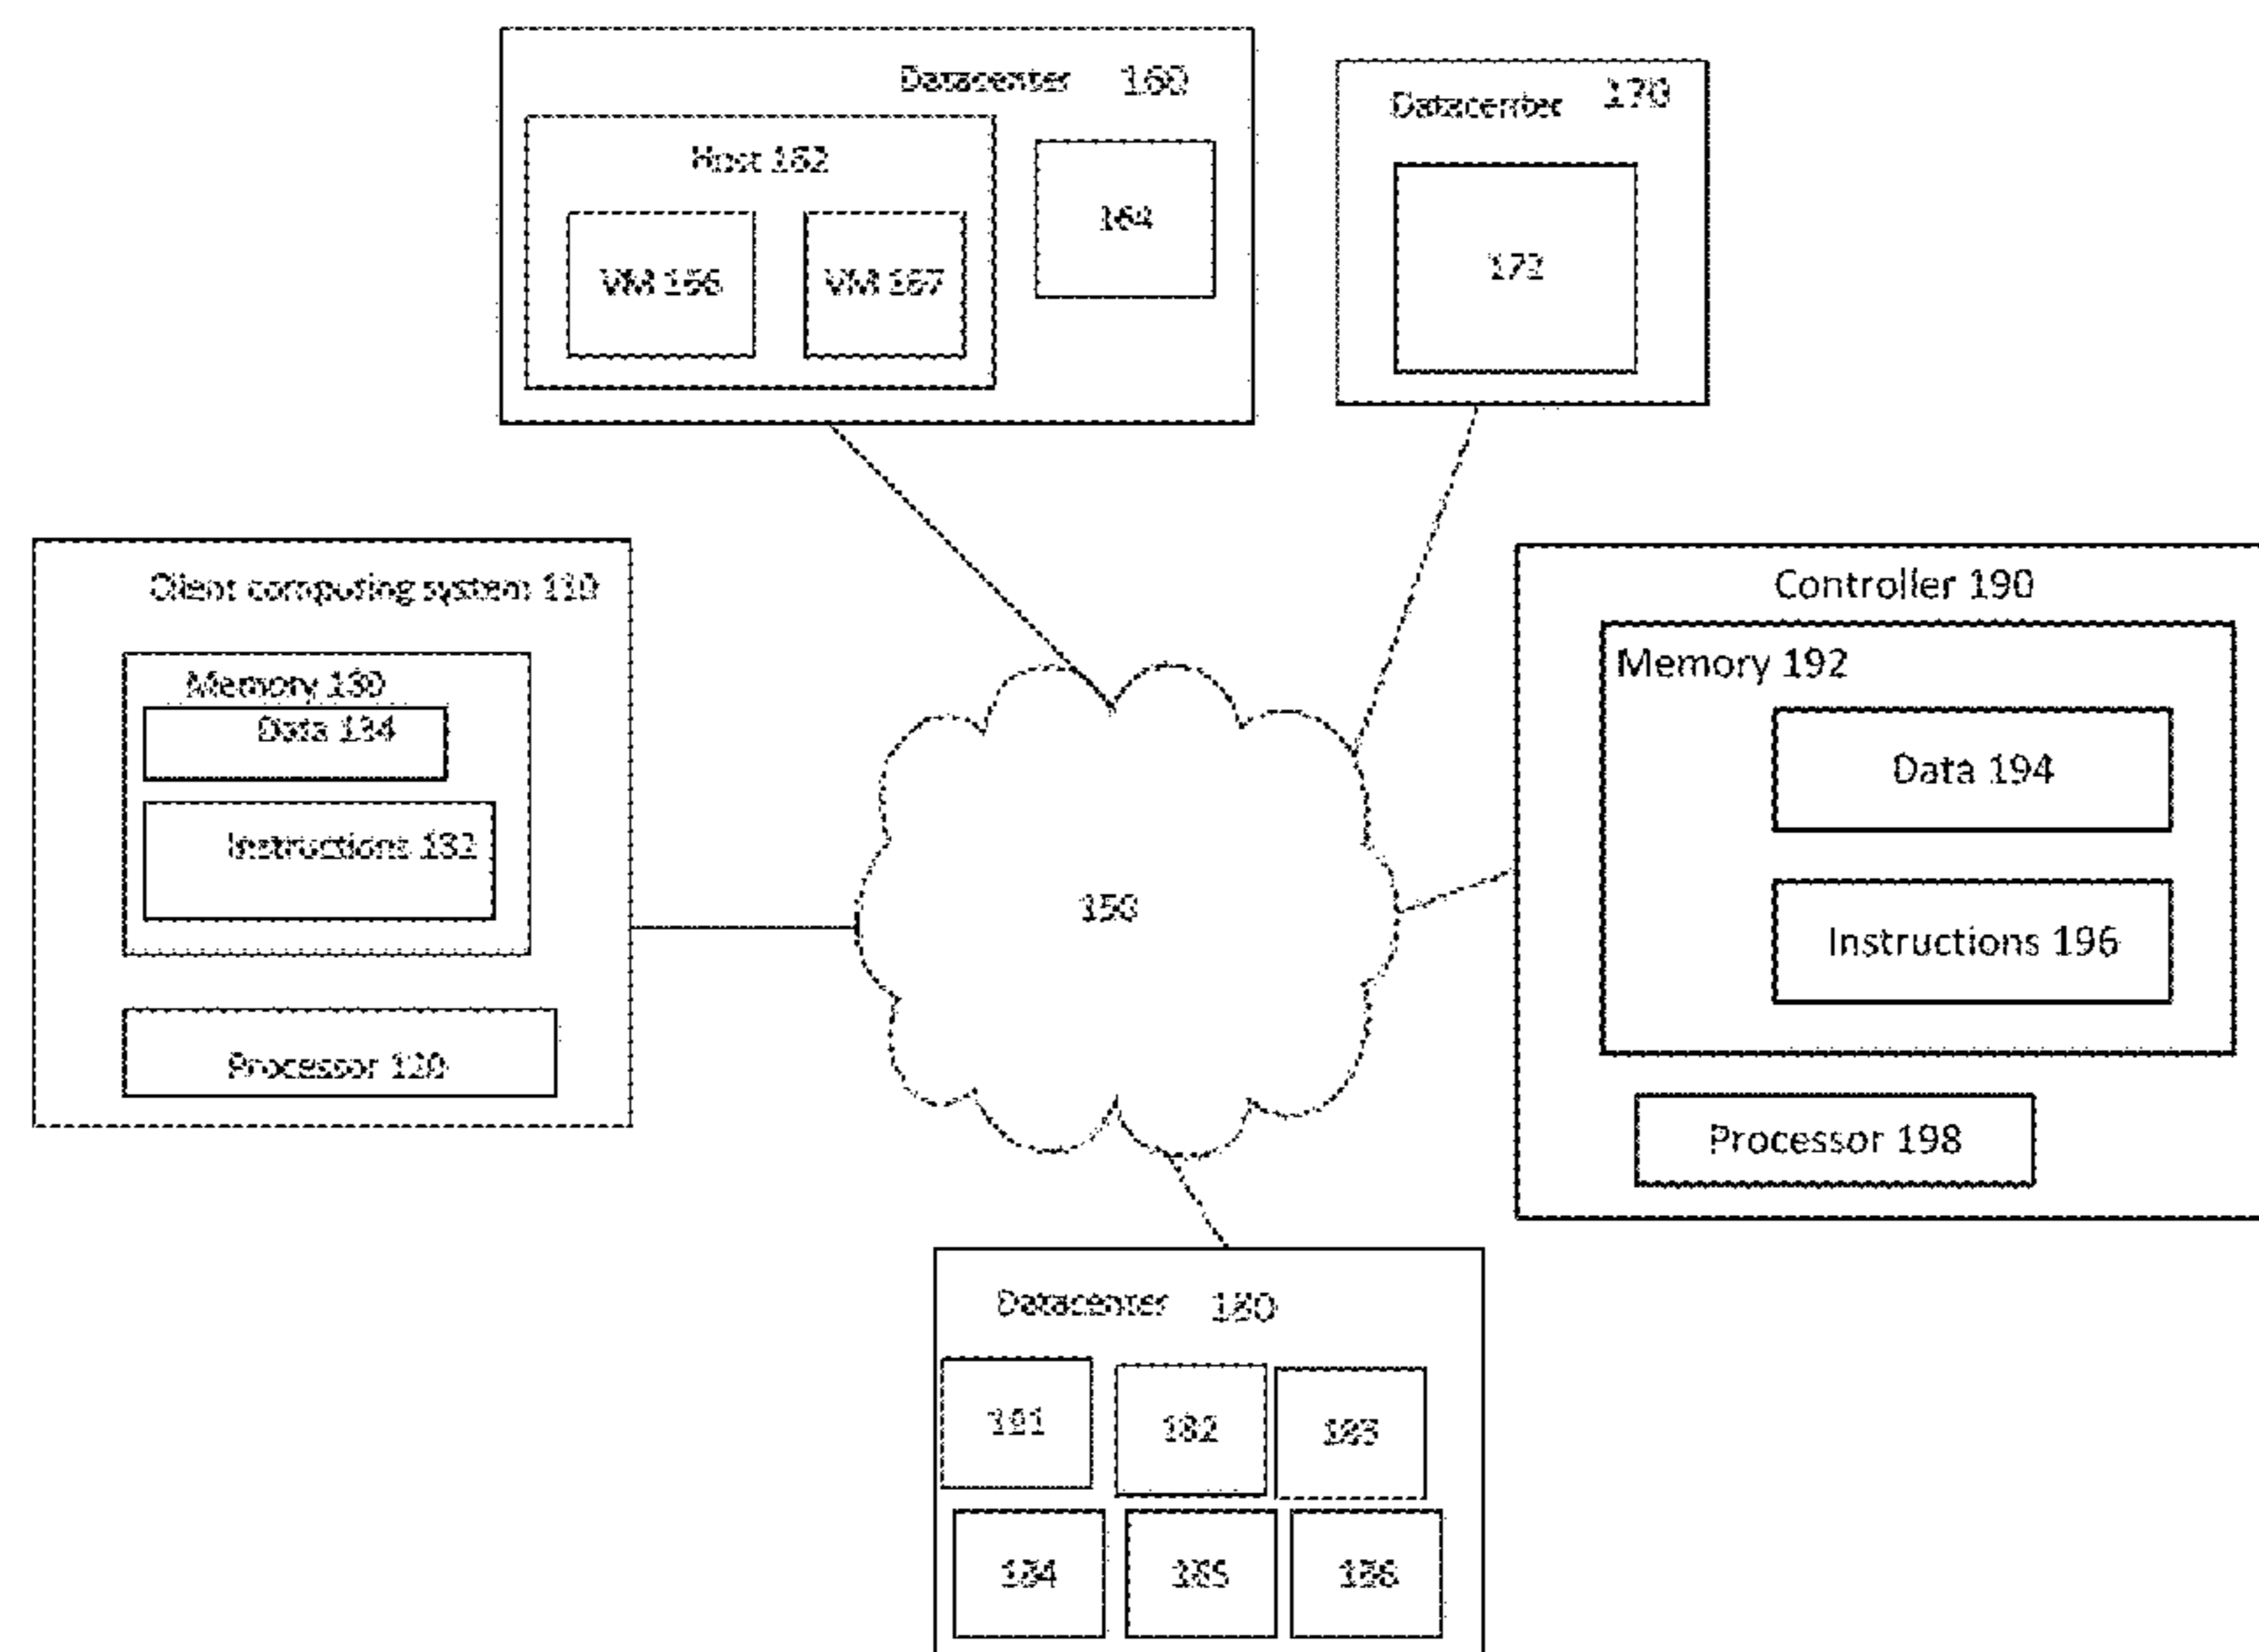 Datacenter 160
Host 162
VM 166
VM 167
164
Datacenter 170
172
Client computing system 110
Memory 130
Data 134
Instructions 132
Processor 120
150
Controller 190
Memory 192
Data 194
Instructions 196
Processor 198
Datacenter 180
181
182
183
184
185
186